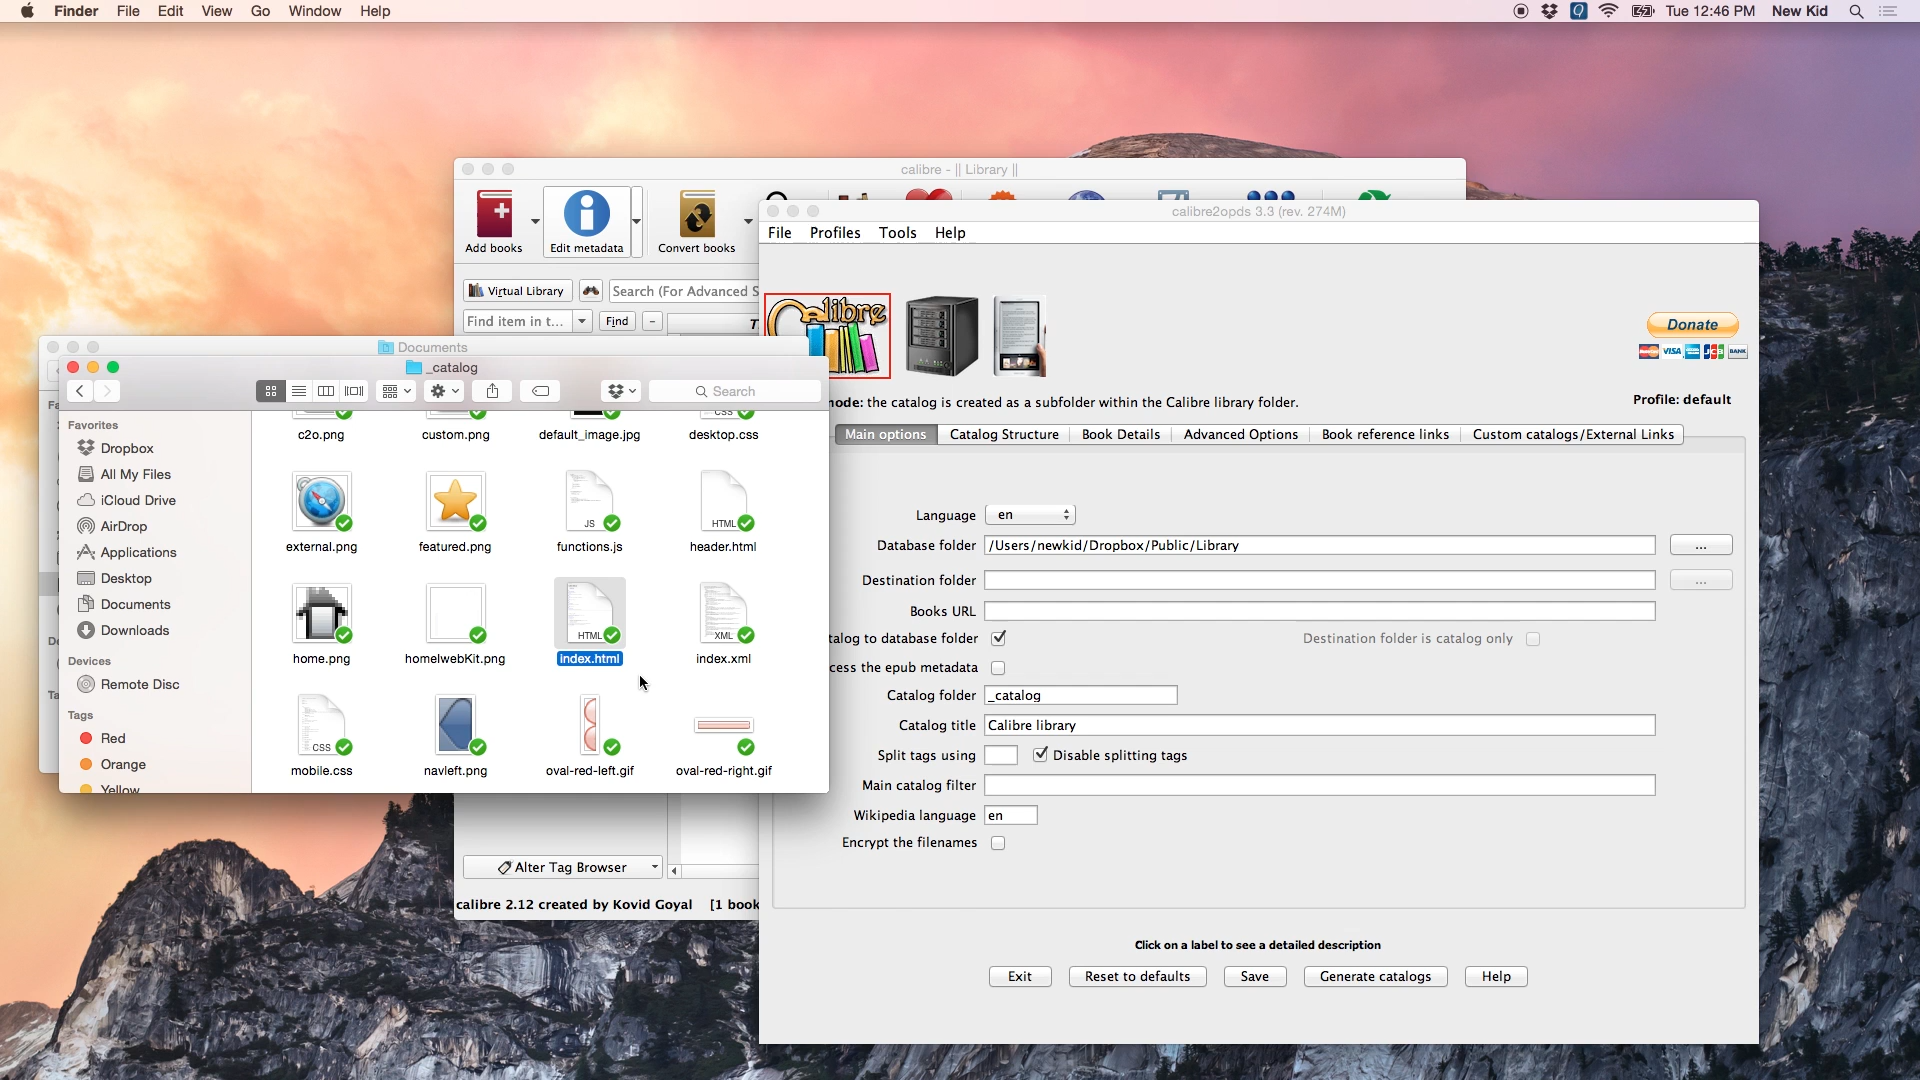 Finder File Edit View Go Window Help
Tue 12:46 PM New Kid
calibre - || Library ||
Add books
Edit metadata
Convert books
Virtual Library
Search (For Advanced S
Find item in t...
Find
calibre2opds 3.3 (rev. 274M)
File Profiles Tools Help
Calibre
Donate
VISA
JCB
BANK
node: the catalog is created as a subfolder within the Calibre library folder.
Profile: default
Main options
Catalog Structure
Book Details
Advanced Options
Book reference links
Custom catalogs/External Links
Language en
Database folder /Users/newkid/Dropbox/Public/Library
...
Destination folder
...
Books URL
talog to database folder
Destination folder is catalog only
cess the epub metadata
Catalog folder _catalog
Catalog title Calibre library
Split tags using
Disable splitting tags
Main catalog filter
Wikipedia language en
Encrypt the filenames
Click on a label to see a detailed description
Exit
Reset to defaults
Save
Generate catalogs
Help
Documents
_catalog
Search
Fa
De
Ta
Favorites
Dropbox
All My Files
iCloud Drive
AirDrop
Applications
Desktop
Documents
Downloads
Devices
Remote Disc
Tags
Red
Orange
Yellow
CSS
c2o.png custom.png default_image.jpg desktop.css
JS HTML
external.png featured.png functions.js header.html
HTML XML
home.png homeIwebKit.png index.html index.xml
CSS
mobile.css navleft.png oval-red-left.gif oval-red-right.gif
Alter Tag Browser
calibre 2.12 created by Kovid Goyal [1 book